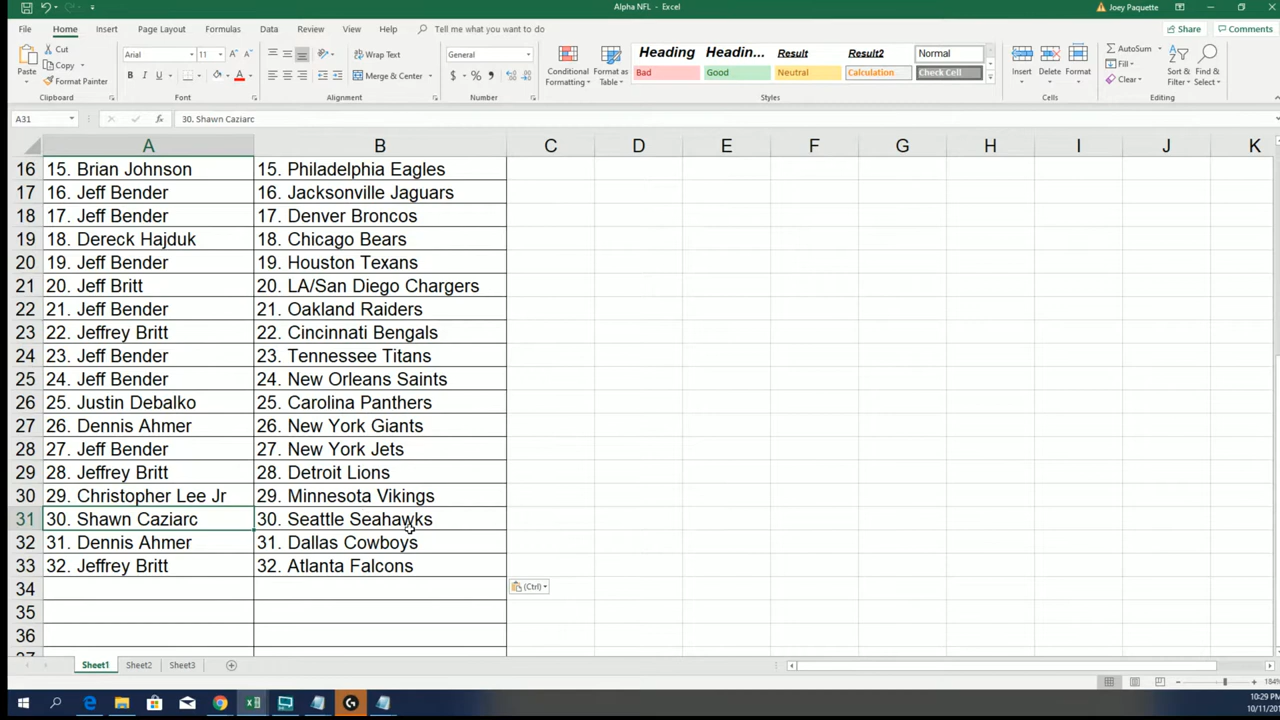 Alpha NFL - Excel
Joey Paquette
File Home Insert Page Layout Formulas Data Review View Help Tell me what you want to do
Share Comments
Paste
Cut
Copy
Format Painter
Clipboard
Arial 11
B I U
Font
Wrap Text
Merge & Center
Alignment
General
$ % ,
Number
Conditional Formatting
Format as Table
Heading Headin... Result Result2 Normal
Bad Good Neutral Calculation Check Cell
Styles
Insert Delete Format
Cells
AutoSum
Fill
Clear
Sort & Filter
Find & Select
Editing
A31 fx 30. Shawn Caziarc
A B C D E F G H I J K
16 15. Brian Johnson 15. Philadelphia Eagles
17 16. Jeff Bender 16. Jacksonville Jaguars
18 17. Jeff Bender 17. Denver Broncos
19 18. Dereck Hajduk 18. Chicago Bears
20 19. Jeff Bender 19. Houston Texans
21 20. Jeff Britt 20. LA/San Diego Chargers
22 21. Jeff Bender 21. Oakland Raiders
23 22. Jeffrey Britt 22. Cincinnati Bengals
24 23. Jeff Bender 23. Tennessee Titans
25 24. Jeff Bender 24. New Orleans Saints
26 25. Justin Debalko 25. Carolina Panthers
27 26. Dennis Ahmer 26. New York Giants
28 27. Jeff Bender 27. New York Jets
29 28. Jeffrey Britt 28. Detroit Lions
30 29. Christopher Lee Jr 29. Minnesota Vikings
31 30. Shawn Caziarc 30. Seattle Seahawks
32 31. Dennis Ahmer 31. Dallas Cowboys
33 32. Jeffrey Britt 32. Atlanta Falcons
34 (Ctrl)
35
36
37
Sheet1 Sheet2 Sheet3
184%
10:29 PM